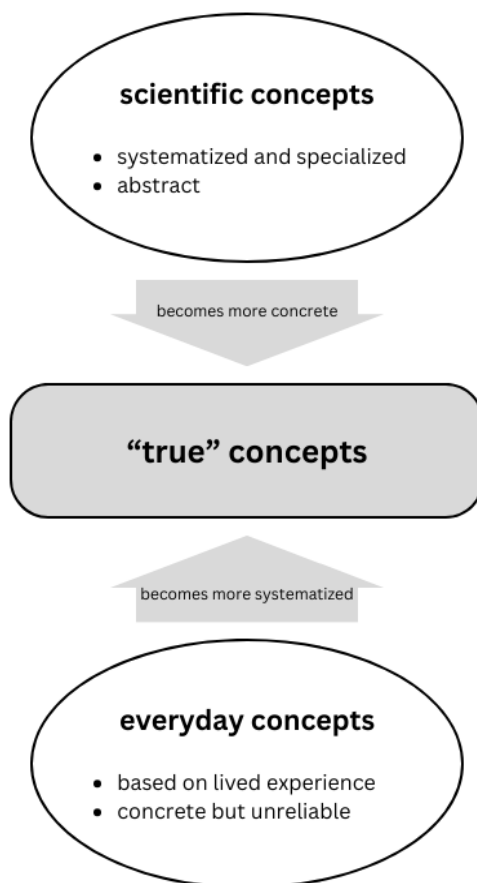 scientific concepts
• systematized and specialized
• abstract
becomes more concrete
“true” concepts
becomes more systematized
everyday concepts
• based on lived experience
• concrete but unreliable